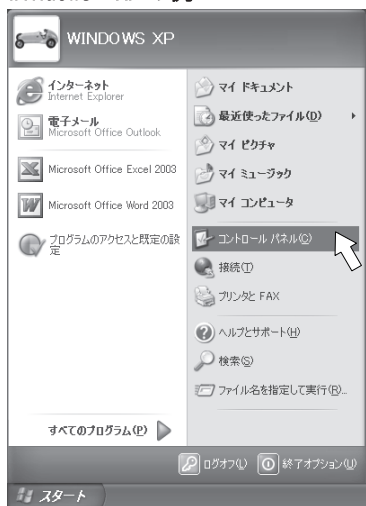 WINDOWS XP
インターネット
Internet Explorer
電子メール
Microsoft Office Outlook
Microsoft Office Excel 2003
Microsoft Office Word 2003
プログラムのアクセスと既定の設
定
すべてのプログラム(P)
マイ ドキュメント
最近使ったファイル(D)
マイ ピクチャ
マイ ミュージック
マイ コンピュータ
コントロール パネル(C)
接続(T)
プリンタと FAX
ヘルプとサポート(H)
検索(S)
ファイル名を指定して実行(R)...
ログオフ(L)
終了オプション(U)
スタート